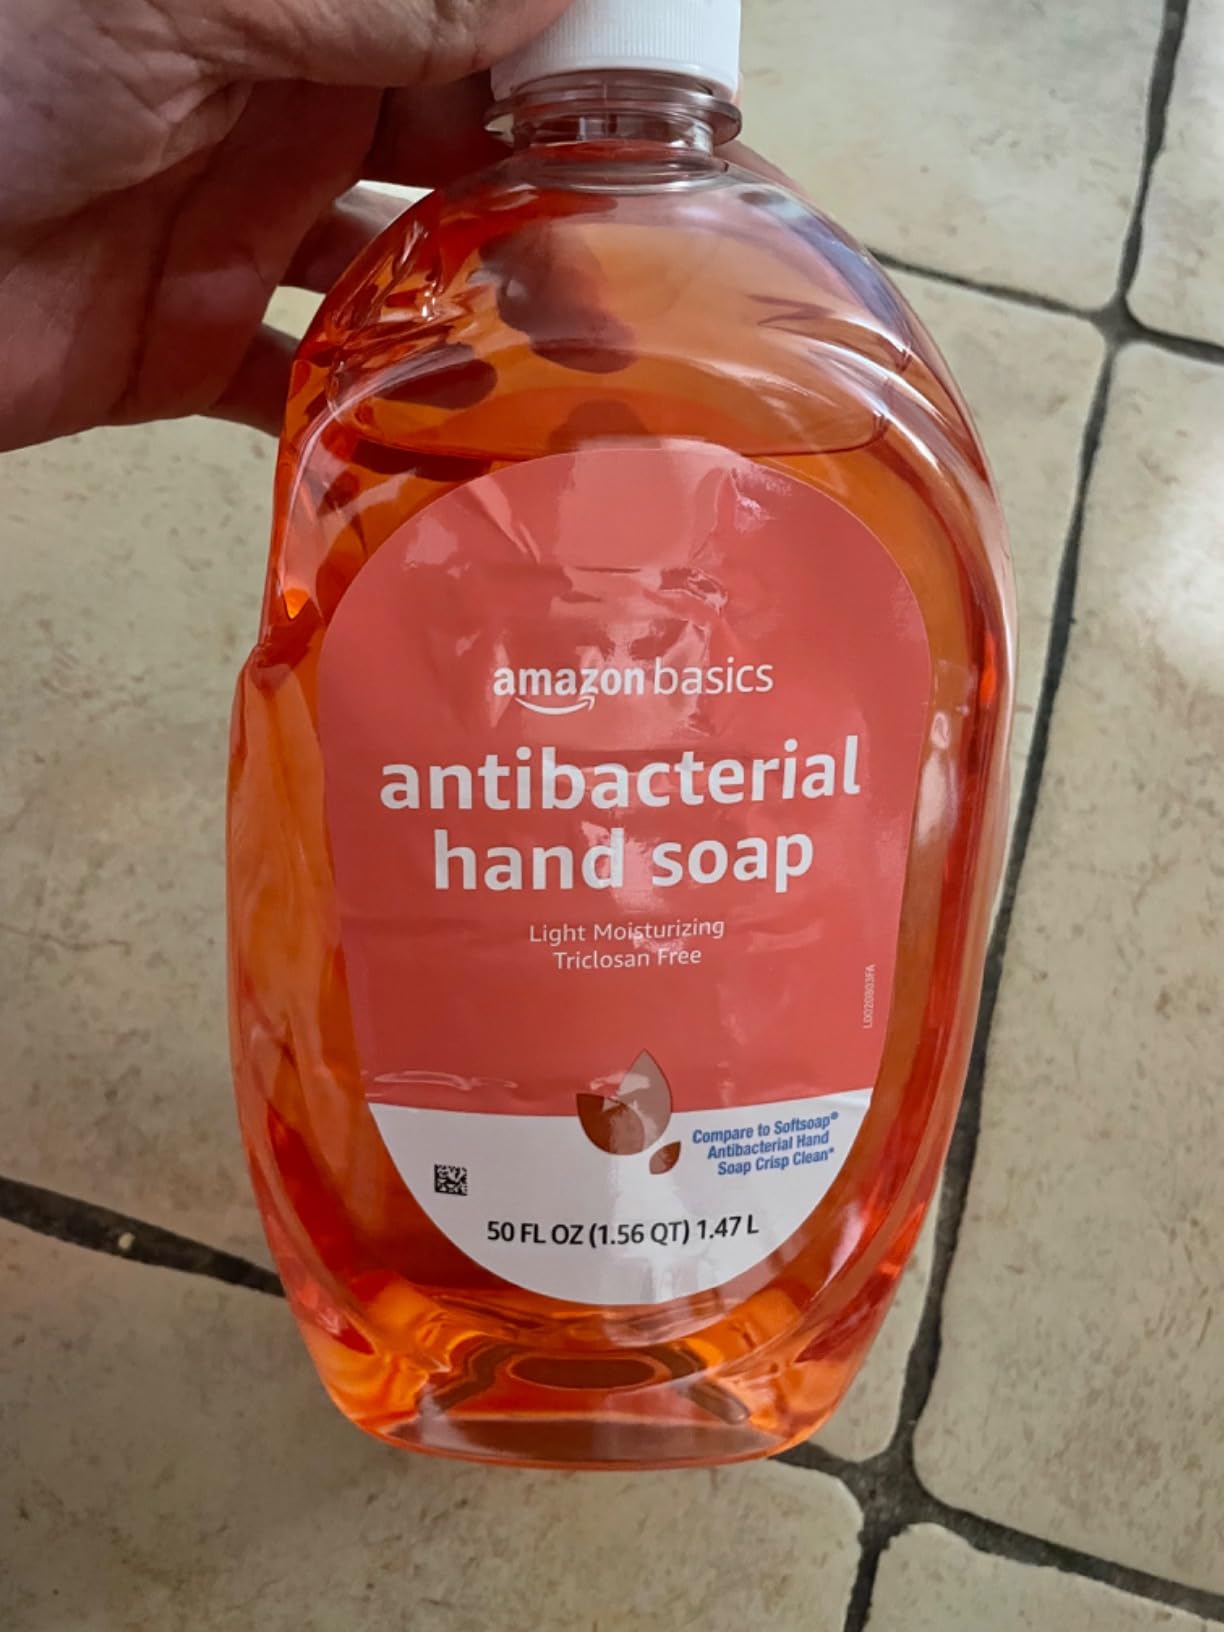 amazon basics
antibacterial
hand soap
Light Moisturizing
Triclosan Free
L0020803FA
Compare to Softsoap®
Antibacterial Hand
Soap Crisp Clean*
50 FL OZ (1.56 QT) 1.47 L